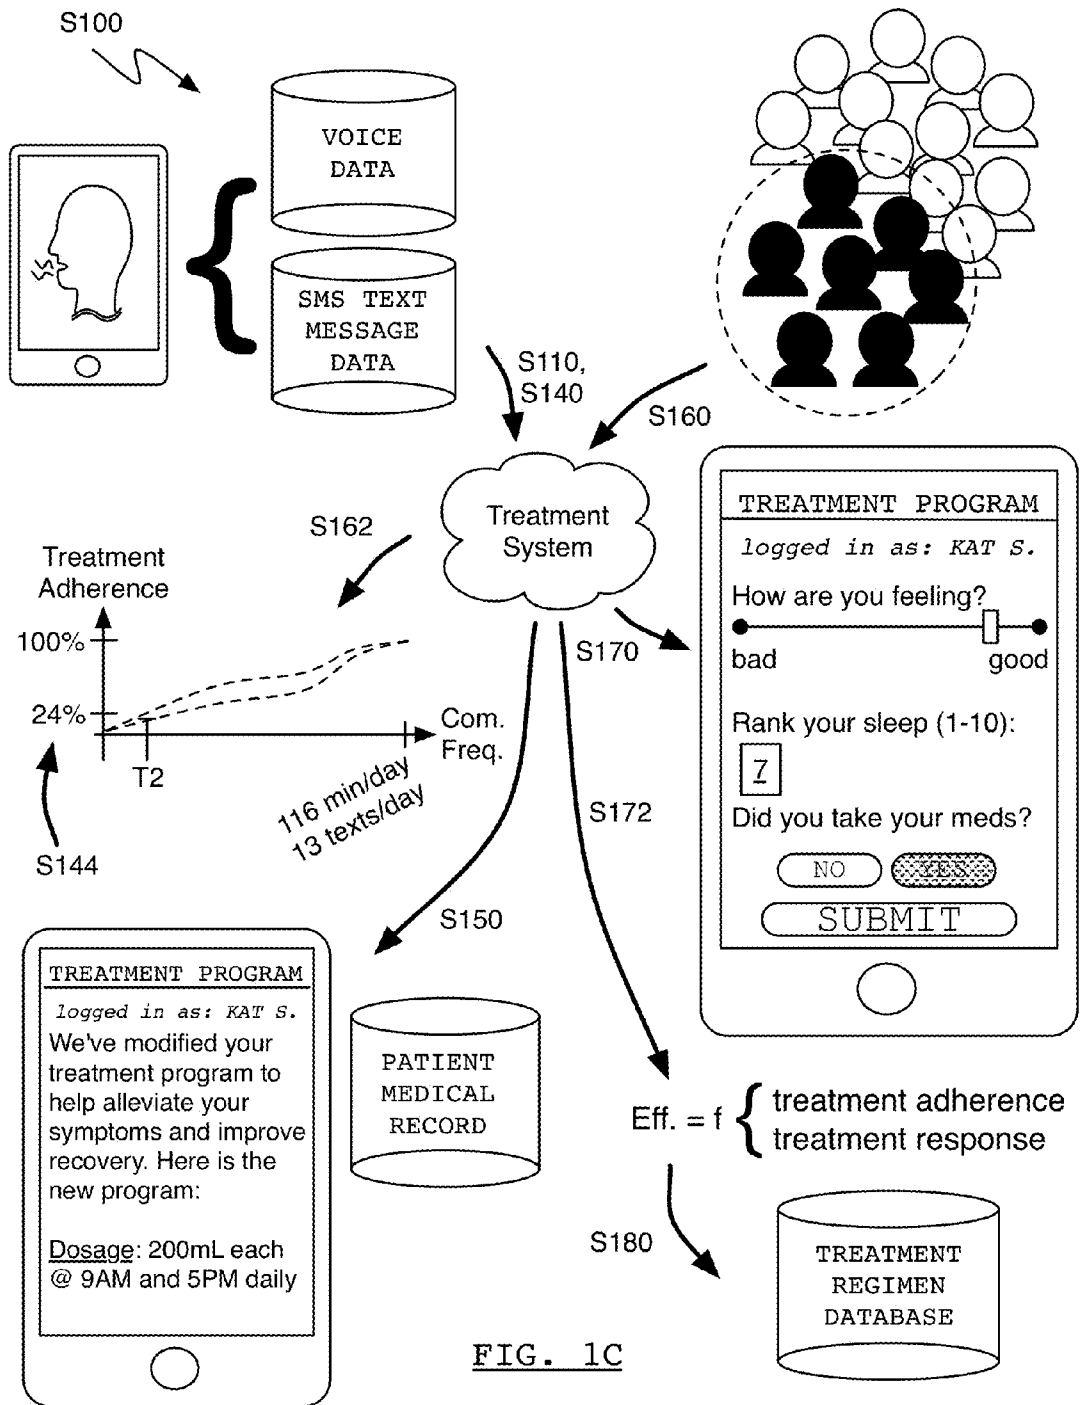 S100
VOICE
DATA
SMS TEXT
MESSAGE
DATA
S110,
S140
S160
Treatment
System
S162
Treatment
Adherence
100%
24%
T2
Com.
Freq.
116 min/day
13 texts/day
S144
S170
S172
S150
TREATMENT PROGRAM
logged in as: KAT S.
How are you feeling?
bad
good
Rank your sleep (1-10):
7
Did you take your meds?
NO
YES
SUBMIT
TREATMENT PROGRAM
logged in as: KAT S.
We've modified your
treatment program to
help alleviate your
symptoms and improve
recovery. Here is the
new program:
Dosage: 200mL each
@ 9AM and 5PM daily
PATIENT
MEDICAL
RECORD
Eff. = f { treatment adherence
treatment response
S180
TREATMENT
REGIMEN
DATABASE
FIG. 1C